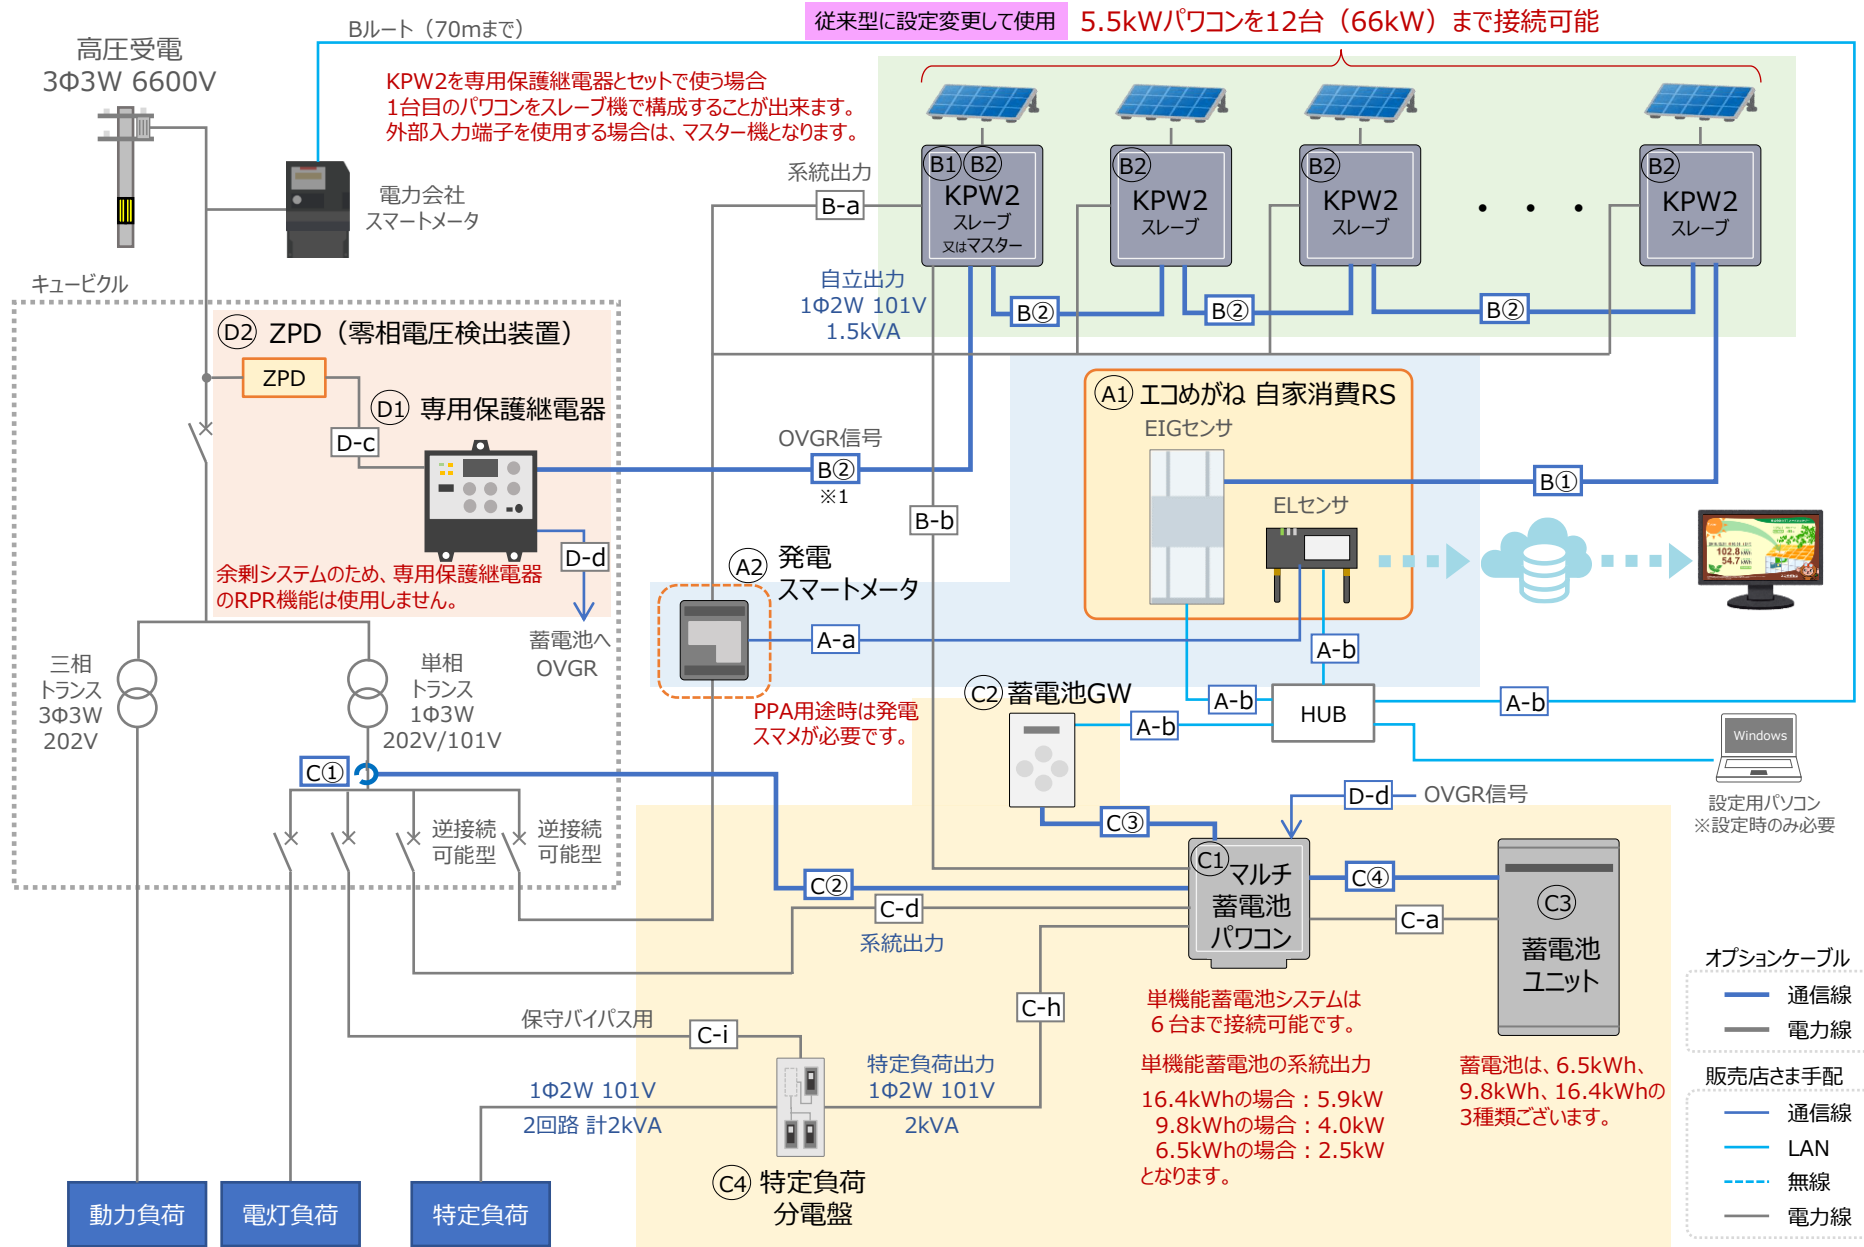 従来型に設定変更して使用
5.5kWパワコンを12台（66kW）まで接続可能
Bルート（70mまで）
高圧受電
3Φ3W 6600V
KPW2を専用保護継電器とセットで使う場合
1台目のパワコンをスレーブ機で構成することが出来ます。
外部入力端子を使用する場合は、マスター機となります。
電力会社
スマートメータ
系統出力
B-a
B1 B2
KPW2
スレーブ
又はマスター
B2
KPW2
スレーブ
B2
KPW2
スレーブ
・・・
B2
KPW2
スレーブ
自立出力
1Φ2W 101V
1.5kVA
B②
B②
B②
キュービクル
D2 ZPD（零相電圧検出装置）
ZPD
D1 専用保護継電器
D-c
OVGR信号
B②
※1
D-d
余剰システムのため、専用保護継電器
のRPR機能は使用しません。
蓄電池へ
OVGR
B-b
A1 エコめがね 自家消費RS
EIGセンサ
ELセンサ
B①
102.8kWh
54.7kWh
A2 発電
スマートメータ
A-a
A-b
A-b
A-b
A-b
HUB
PPA用途時は発電
スマメが必要です。
C2 蓄電池GW
Windows
設定用パソコン
※設定時のみ必要
三相
トランス
3Φ3W
202V
単相
トランス
1Φ3W
202V/101V
C①
逆接続
可能型
逆接続
可能型
D-d
OVGR信号
C③
C1
マルチ
蓄電池
パワコン
C②
C④
C-d
系統出力
C-a
C3
蓄電池
ユニット
C-h
保守バイパス用
C-i
特定負荷出力
1Φ2W 101V
2kVA
1Φ2W 101V
2回路 計2kVA
C4 特定負荷
分電盤
単機能蓄電池システムは
６台まで接続可能です。
単機能蓄電池の系統出力
16.4kWhの場合：5.9kW
9.8kWhの場合：4.0kW
6.5kWhの場合：2.5kW
となります。
蓄電池は、6.5kWh、
9.8kWh、16.4kWhの
3種類ございます。
動力負荷
電灯負荷
特定負荷
オプションケーブル
通信線
電力線
販売店さま手配
通信線
LAN
無線
電力線